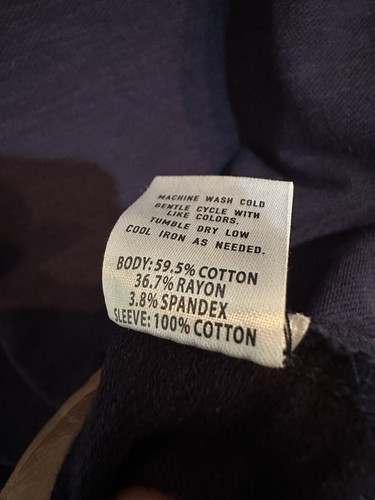 MACHINE WASH COLD
GENTLE CYCLE WITH
LIKE COLORS.
TUMBLE DRY LOW
COOL IRON AS NEEDED.
BODY: 59.5% COTTON
36.7% RAYON
3.8% SPANDEX
SLEEVE: 100% COTTON